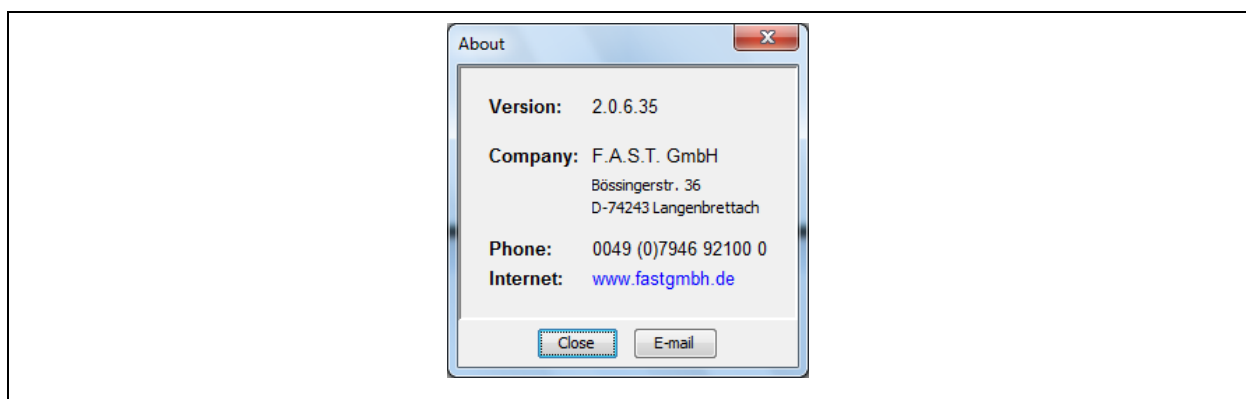 About
Version: 2.0.6.35
Company: F.A.S.T. GmbH
Bössingerstr. 36
D-74243 Langenbrettach
Phone: 0049 (0)7946 92100 0
Internet: www.fastgmbh.de
Close E-mail